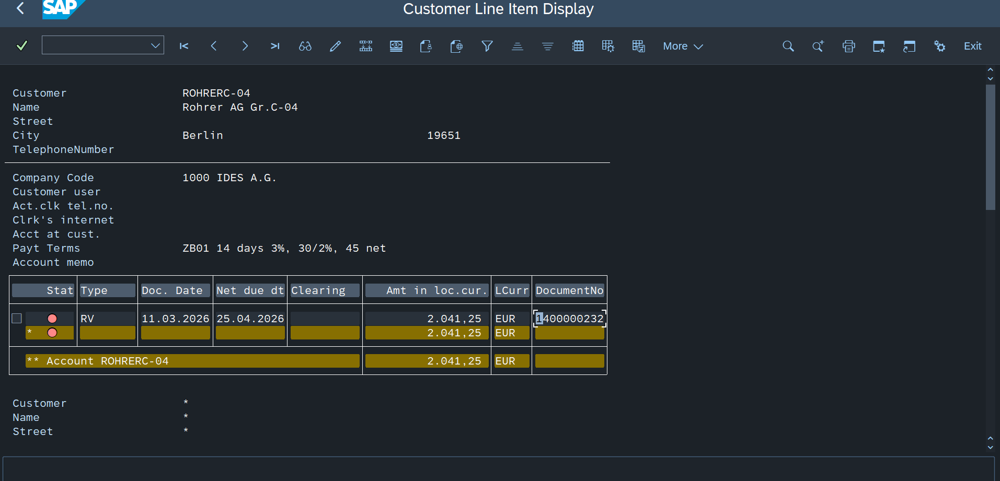 SAP Customer Line Item Display
More Exit
Customer ROHRERC-04
Name Rohrer AG Gr.C-04
Street
City Berlin 19651
TelephoneNumber
Company Code 1000 IDES A.G.
Customer user
Act.clk tel.no.
Clrk's internet
Acct at cust.
Payt Terms ZB01 14 days 3%, 30/2%, 45 net
Account memo
Stat Type Doc. Date Net due dt Clearing Amt in loc.cur. LCurr DocumentNo
RV 11.03.2026 25.04.2026 2.041,25 EUR 1400000232
* 2.041,25 EUR
** Account ROHRERC-04 2.041,25 EUR
Customer *
Name *
Street *